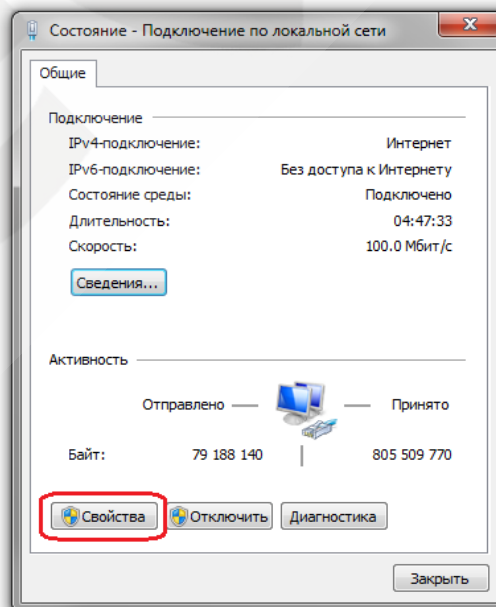 Состояние - Подключение по локальной сети
Общие
Подключение
IPv4-подключение: Интернет
IPv6-подключение: Без доступа к Интернету
Состояние среды: Подключено
Длительность: 04:47:33
Скорость: 100.0 Мбит/с
Сведения...
Активность
Отправлено — — Принято
Байт: 79 188 140 | 805 509 770
Свойства Отключить Диагностика
Закрыть